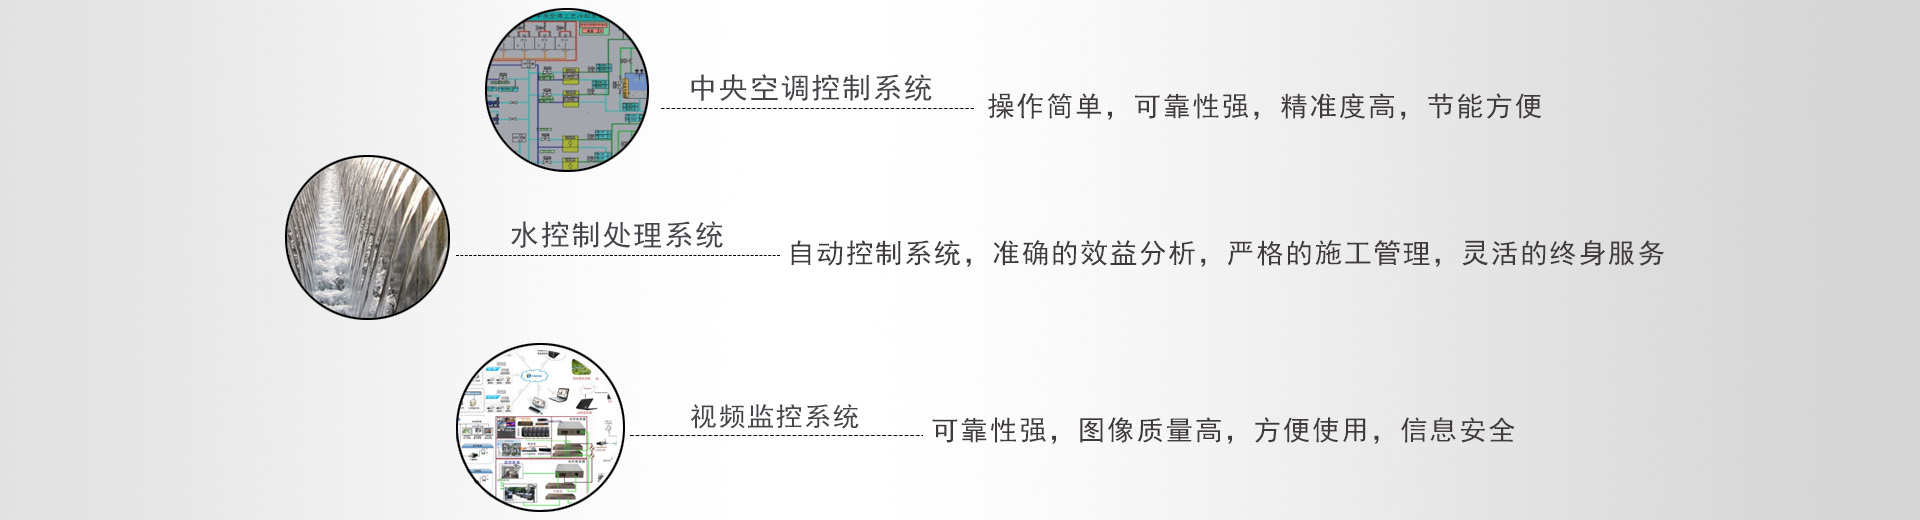 中央空调控制系统
操作简单，可靠性强，精准度高，节能方便
水控制处理系统
自动控制系统，准确的效益分析，严格的施工管理，灵活的终身服务
视频监控系统
可靠性强，图像质量高，方便使用，信息安全